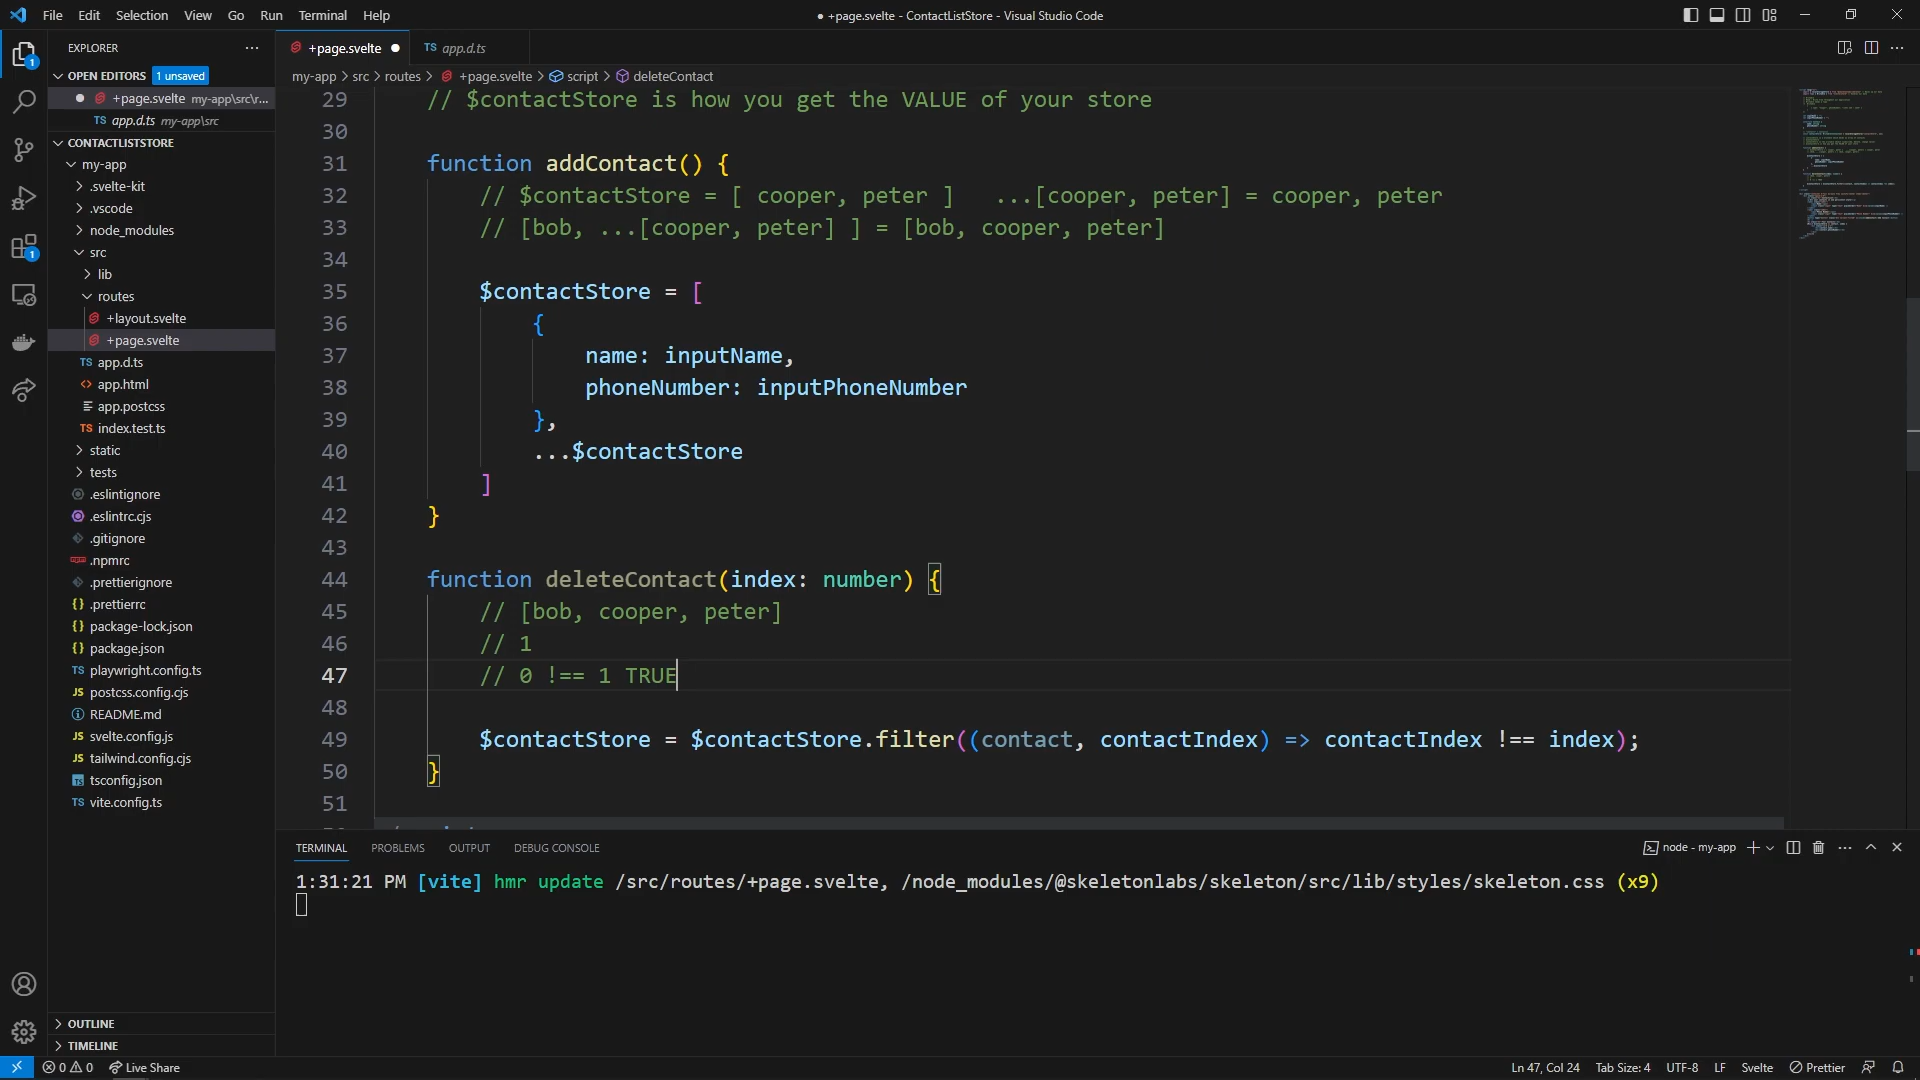 File Edit Selection View Go Run Terminal Help
● +page.svelte - ContactListStore - Visual Studio Code
EXPLORER
OPEN EDITORS 1 unsaved
+page.svelte my-app\src\r...
TS app.d.ts my-app\src
CONTACTLISTSTORE
my-app
.svelte-kit
.vscode
node_modules
src
lib
routes
+layout.svelte
+page.svelte
TS app.d.ts
app.html
app.postcss
TS index.test.ts
static
tests
.eslintignore
.eslintrc.cjs
.gitignore
.npmrc
.prettierignore
{} .prettierrc
{} package-lock.json
{} package.json
TS playwright.config.ts
JS postcss.config.cjs
README.md
JS svelte.config.js
JS tailwind.config.cjs
tsconfig.json
TS vite.config.ts
OUTLINE
TIMELINE
+page.svelte
TS app.d.ts
my-app > src > routes > +page.svelte > script > deleteContact
29 // $contactStore is how you get the VALUE of your store
30
31 function addContact() {
32 // $contactStore = [ cooper, peter ]   ...[cooper, peter] = cooper, peter
33 // [bob, ...[cooper, peter] ] = [bob, cooper, peter]
34
35 $contactStore = [
36 {
37 name: inputName,
38 phoneNumber: inputPhoneNumber
39 },
40 ...$contactStore
41 ]
42 }
43
44 function deleteContact(index: number) {
45 // [bob, cooper, peter]
46 // 1
47 // 0 !== 1 TRUE
48
49 $contactStore = $contactStore.filter((contact, contactIndex) => contactIndex !== index);
50 }
51
TERMINAL PROBLEMS OUTPUT DEBUG CONSOLE
node - my-app
1:31:21 PM [vite] hmr update /src/routes/+page.svelte, /node_modules/@skeletonlabs/skeleton/src/lib/styles/skeleton.css (x9)
0 0 Live Share
Ln 47, Col 24 Tab Size: 4 UTF-8 LF Svelte Prettier